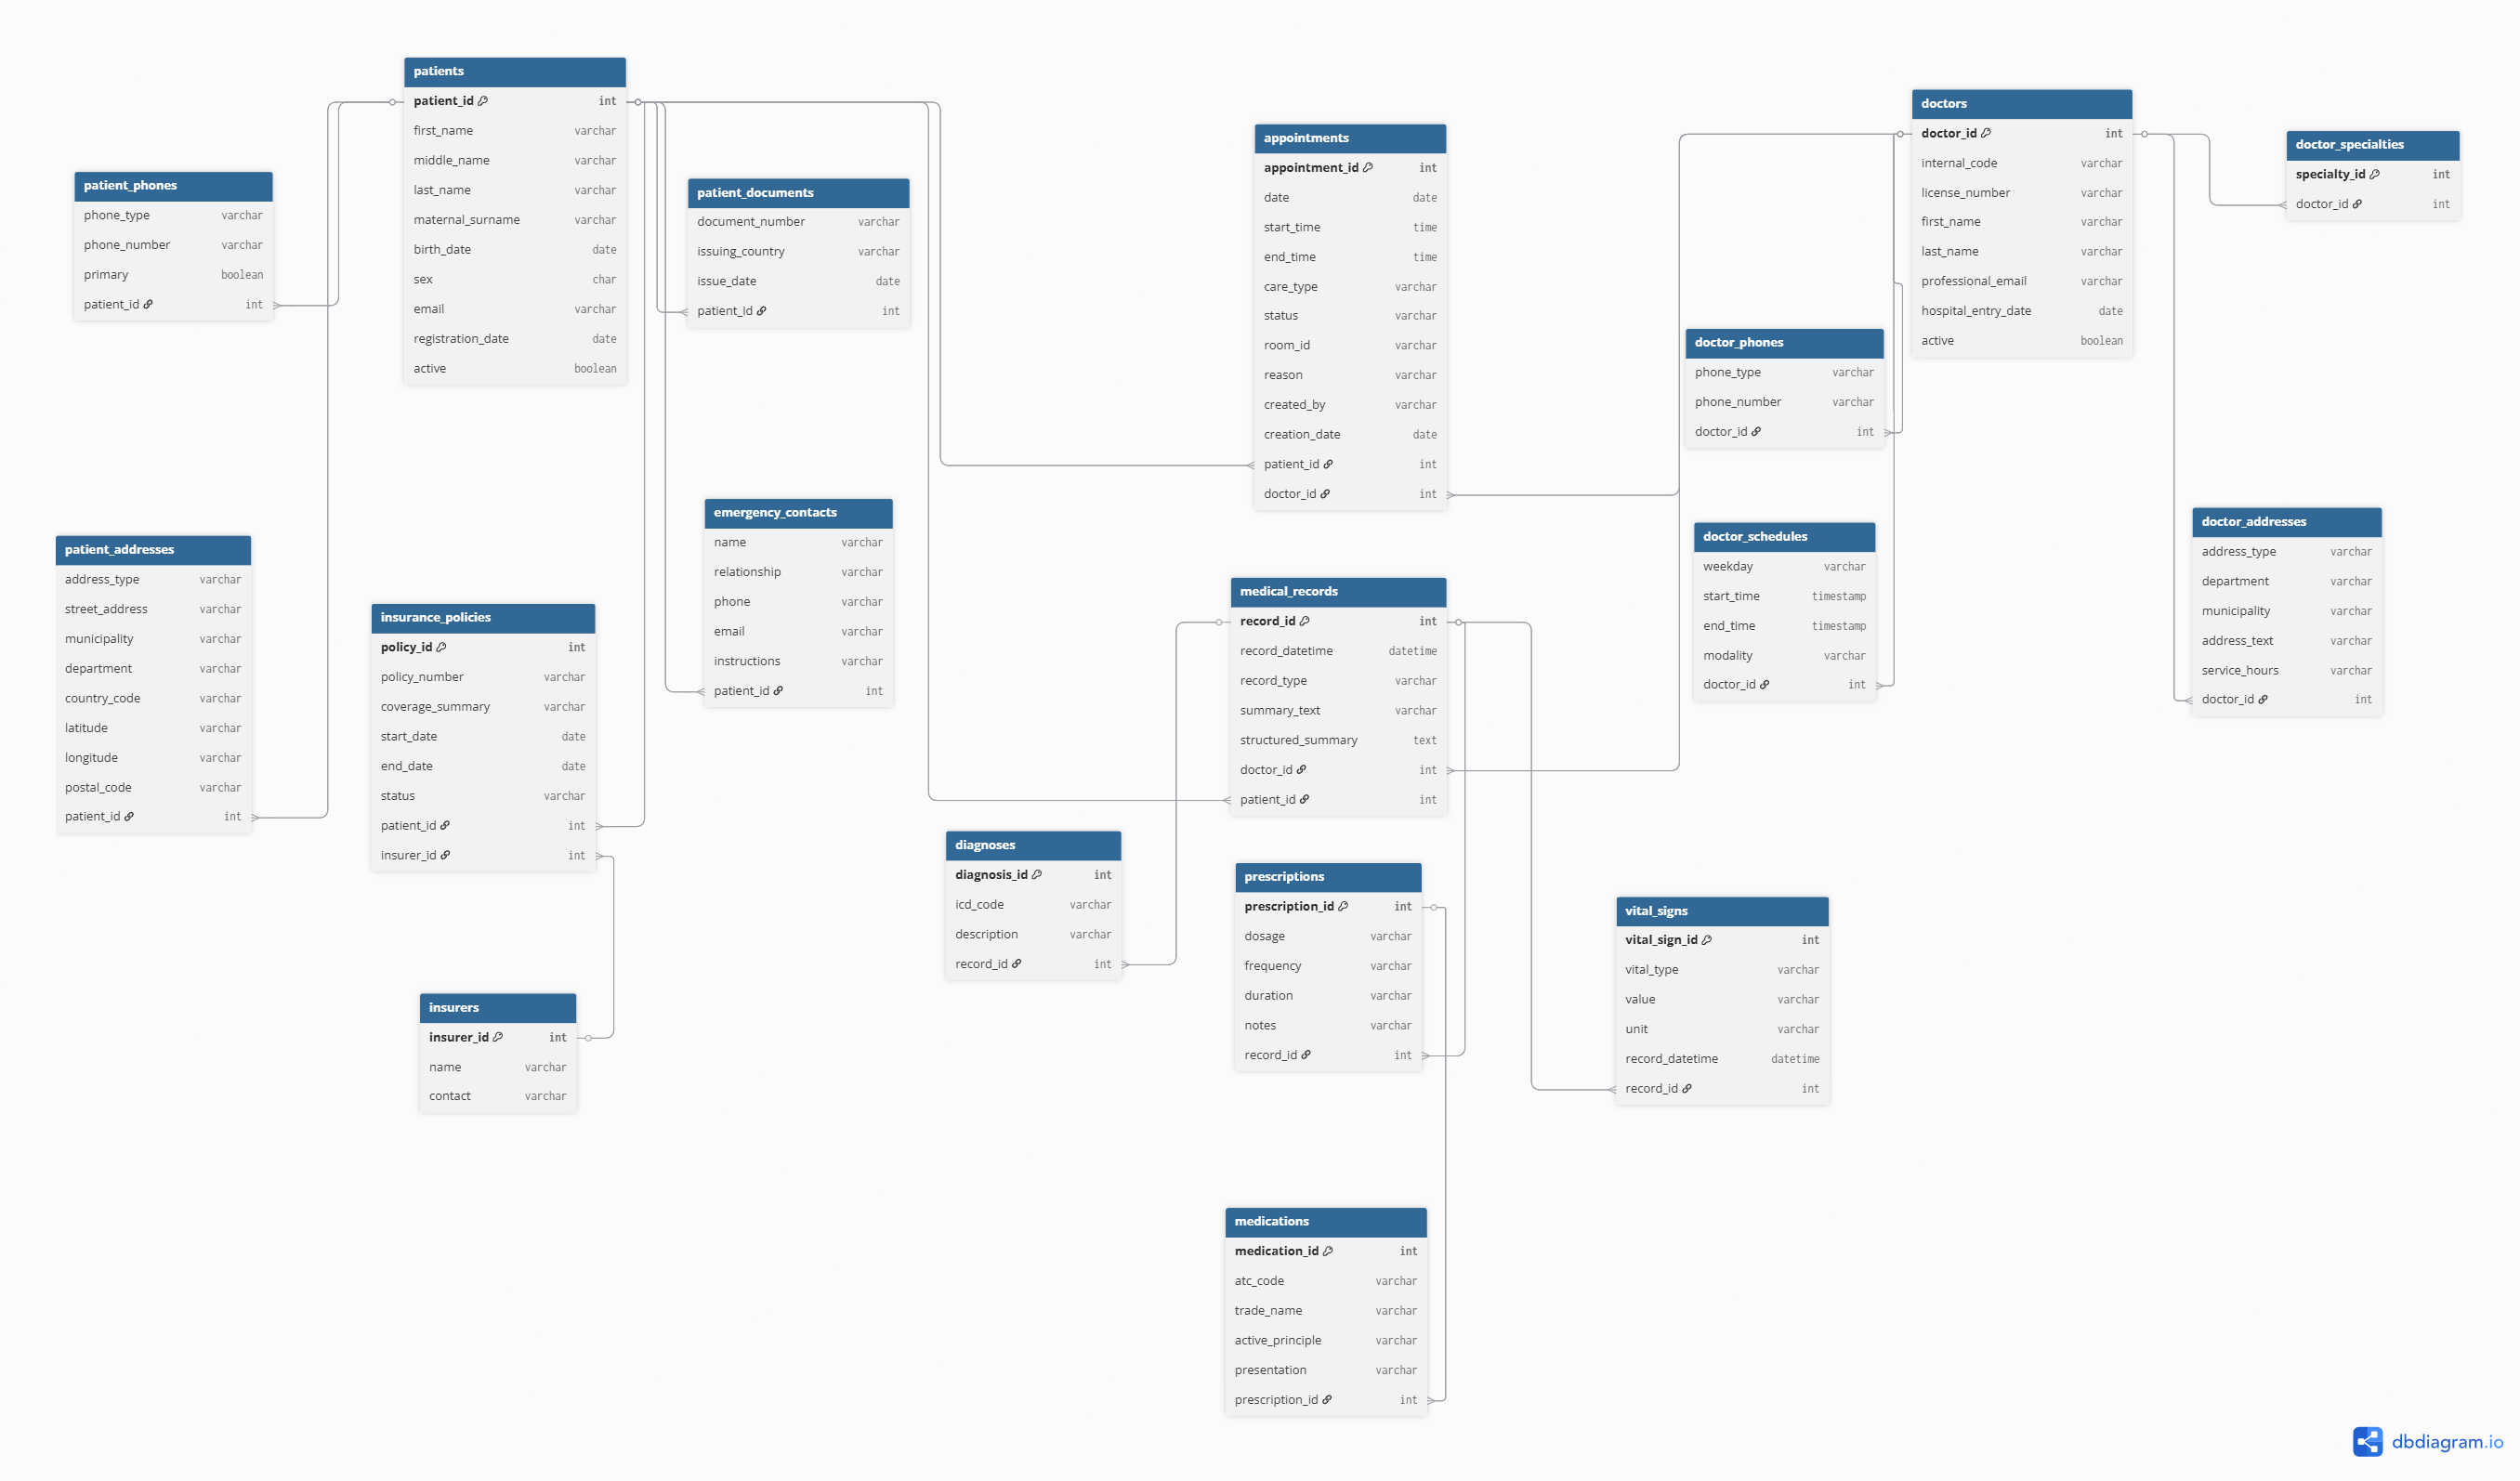 patients
patient_id int
first_name varchar
middle_name varchar
last_name varchar
maternal_surname varchar
birth_date date
sex char
email varchar
registration_date date
active boolean
patient_phones
phone_type varchar
phone_number varchar
primary boolean
patient_id int
patient_documents
document_number varchar
issuing_country varchar
issue_date date
patient_id int
appointments
appointment_id int
date date
start_time time
end_time time
care_type varchar
status varchar
room_id varchar
reason varchar
created_by varchar
creation_date date
patient_id int
doctor_id int
doctors
doctor_id int
internal_code varchar
license_number varchar
first_name varchar
last_name varchar
professional_email varchar
hospital_entry_date date
active boolean
doctor_specialties
specialty_id int
doctor_id int
doctor_phones
phone_type varchar
phone_number varchar
doctor_id int
patient_addresses
address_type varchar
street_address varchar
municipality varchar
department varchar
country_code varchar
latitude varchar
longitude varchar
postal_code varchar
patient_id int
insurance_policies
policy_id int
policy_number varchar
coverage_summary varchar
start_date date
end_date date
status varchar
patient_id int
insurer_id int
emergency_contacts
name varchar
relationship varchar
phone varchar
email varchar
instructions varchar
patient_id int
medical_records
record_id int
record_datetime datetime
record_type varchar
summary_text varchar
structured_summary text
doctor_id int
patient_id int
doctor_schedules
weekday varchar
start_time timestamp
end_time timestamp
modality varchar
doctor_id int
doctor_addresses
address_type varchar
department varchar
municipality varchar
address_text varchar
service_hours varchar
doctor_id int
diagnoses
diagnosis_id int
icd_code varchar
description varchar
record_id int
prescriptions
prescription_id int
dosage varchar
frequency varchar
duration varchar
notes varchar
record_id int
vital_signs
vital_sign_id int
vital_type varchar
value varchar
unit varchar
record_datetime datetime
record_id int
insurers
insurer_id int
name varchar
contact varchar
medications
medication_id int
atc_code varchar
trade_name varchar
active_principle varchar
presentation varchar
prescription_id int
dbdiagram.io